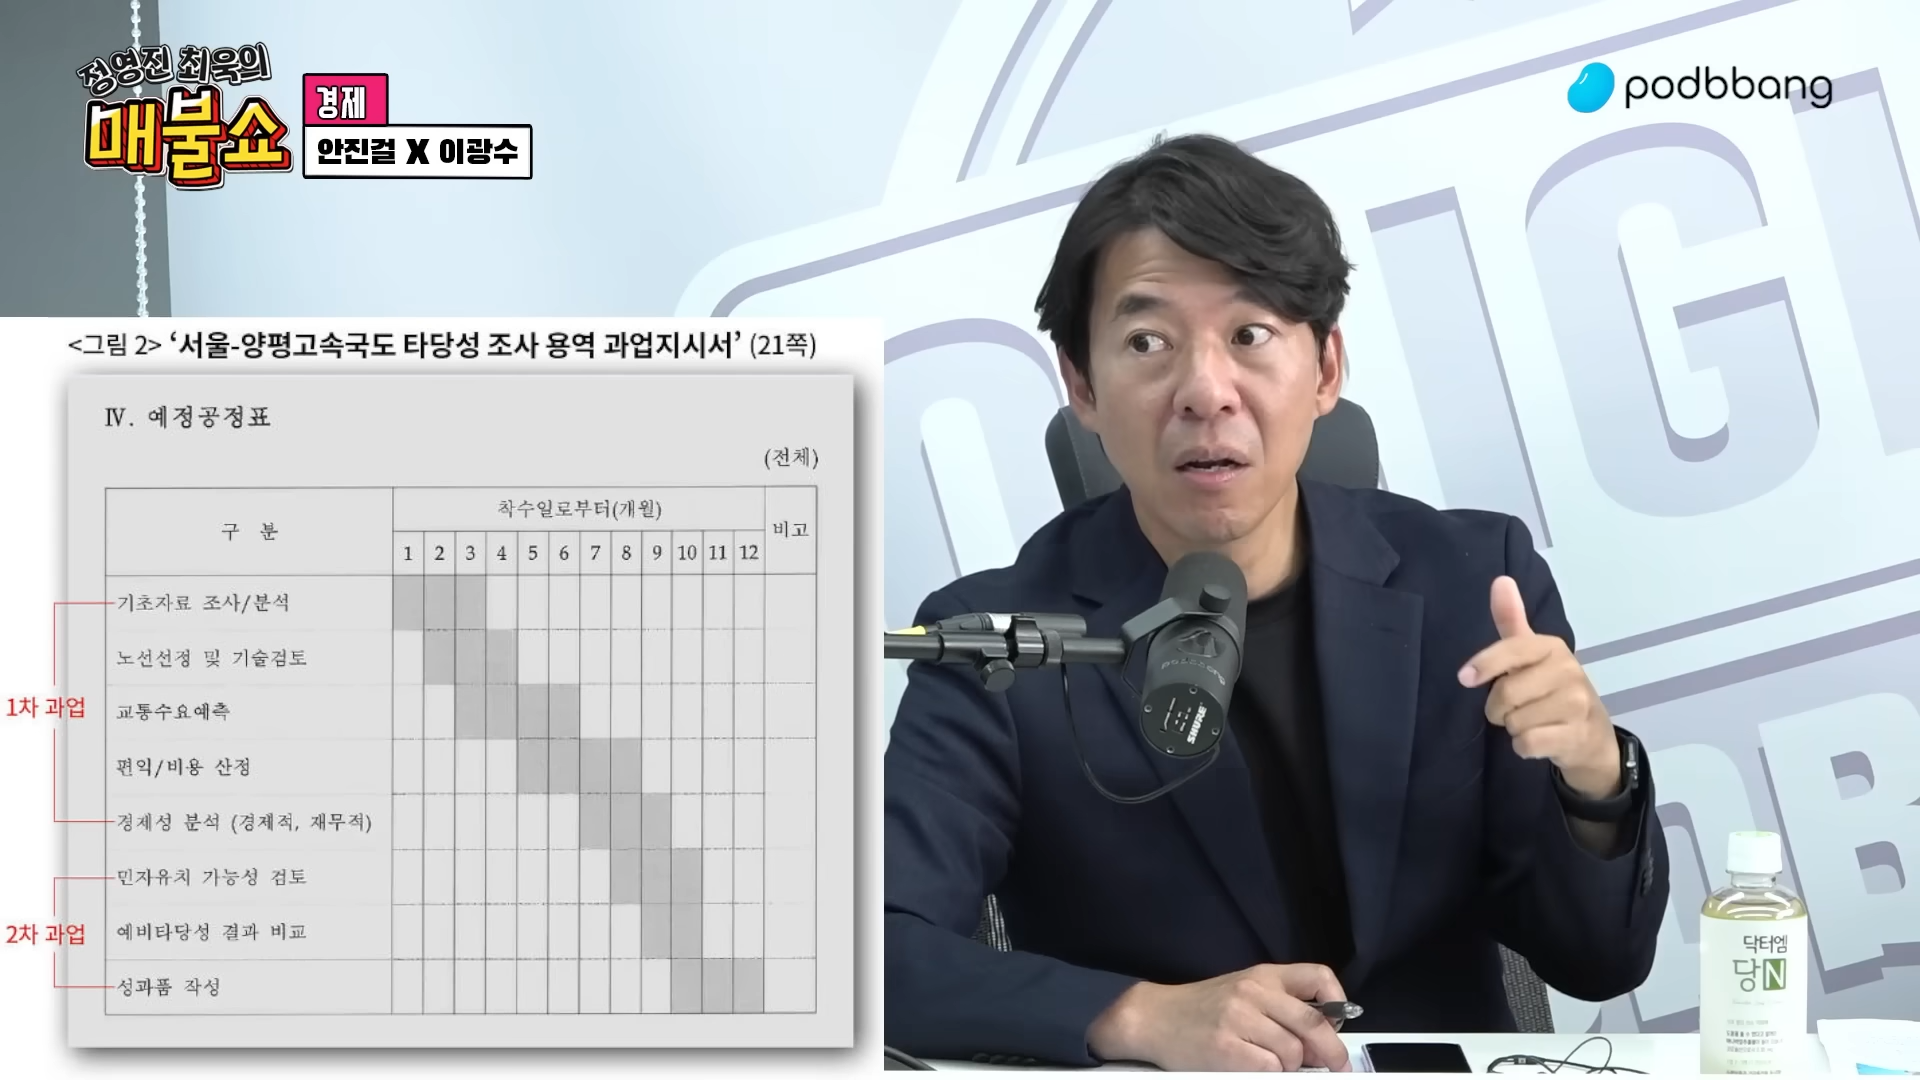 정영진 최욱의
매불쇼
경제
안진걸 X 이광수
podbbang
<그림 2> ‘서울-양평고속국도 타당성 조사 용역 과업지시서’ (21쪽)
Ⅳ. 예정공정표
(전체)
구 분
착수일로부터(개월)
비고
1 2 3 4 5 6 7 8 9 10 11 12
기초자료 조사/분석
노선선정 및 기술검토
1차 과업
교통수요예측
편익/비용 산정
경제성 분석 (경제적, 재무적)
민자유치 가능성 검토
2차 과업
예비타당성 결과 비교
성과품 작성
SHURE
닥터엠
당N